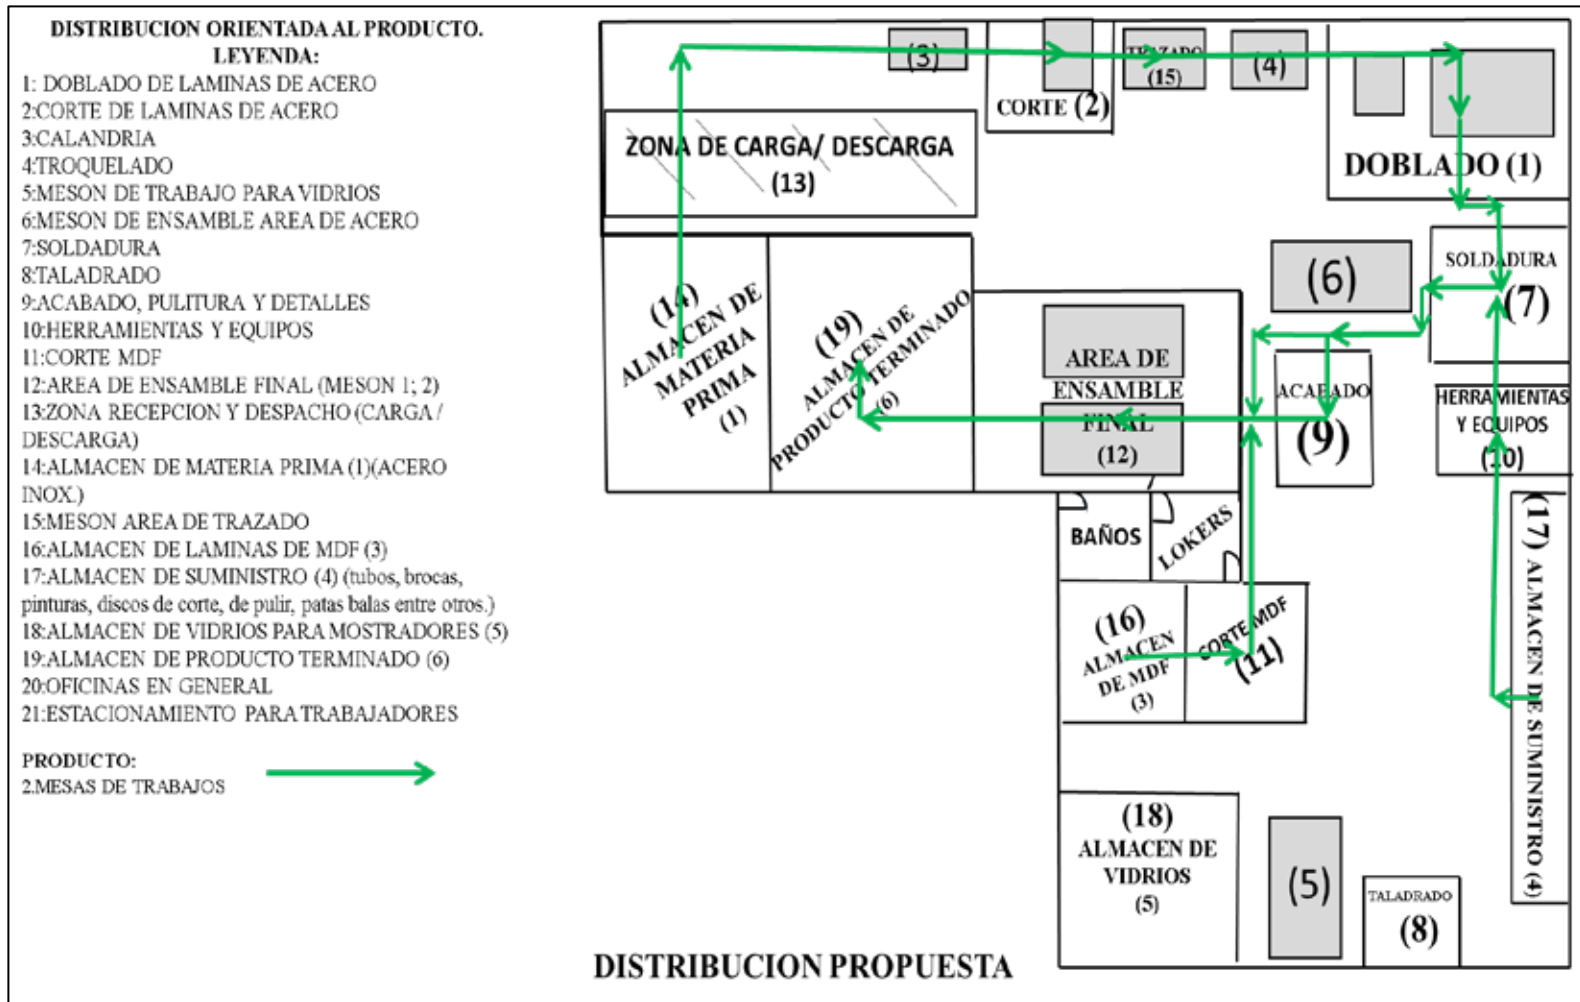 DISTRIBUCION ORIENTADA AL PRODUCTO.
LEYENDA:
1: DOBLADO DE LAMINAS DE ACERO
2:CORTE DE LAMINAS DE ACERO
3:CALANDRIA
4:TROQUELADO
5:MESON DE TRABAJO PARA VIDRIOS
6:MESON DE ENSAMBLE AREA DE ACERO
7:SOLDADURA
8:TALADRADO
9:ACABADO, PULITURA Y DETALLES
10:HERRAMIENTAS Y EQUIPOS
11:CORTE MDF
12:AREA DE ENSAMBLE FINAL (MESON 1; 2)
13:ZONA RECEPCION Y DESPACHO (CARGA /
DESCARGA)
14:ALMACEN DE MATERIA PRIMA (1)(ACERO
INOX.)
15:MESON AREA DE TRAZADO
16:ALMACEN DE LAMINAS DE MDF (3)
17:ALMACEN DE SUMINISTRO (4) (tubos, brocas,
pinturas, discos de corte, de pulir, patas balas entre otros.)
18:ALMACEN DE VIDRIOS PARA MOSTRADORES (5)
19:ALMACEN DE PRODUCTO TERMINADO (6)
20:OFICINAS EN GENERAL
21:ESTACIONAMIENTO PARA TRABAJADORES
PRODUCTO:
2.MESAS DE TRABAJOS
(3)
CORTE (2)
TRAZADO
(15)
(4)
DOBLADO (1)
ZONA DE CARGA/ DESCARGA
(13)
(14)
ALMACEN DE
MATERIA
PRIMA
(1)
(19)
ALMACEN DE
PRODUCTO TERMINADO
(6)
AREA DE
ENSAMBLE
FINAL
(12)
(6)
SOLDADURA
(7)
ACABADO
(9)
HERRAMIENTAS
Y EQUIPOS
(10)
BAÑOS
LOKERS
(16)
ALMACEN
DE MDF
(3)
CORTE MDF
(11)
(17) ALMACEN DE SUMINISTRO (4)
(18)
ALMACEN DE
VIDRIOS
(5)
(5)
TALADRADO
(8)
DISTRIBUCION PROPUESTA